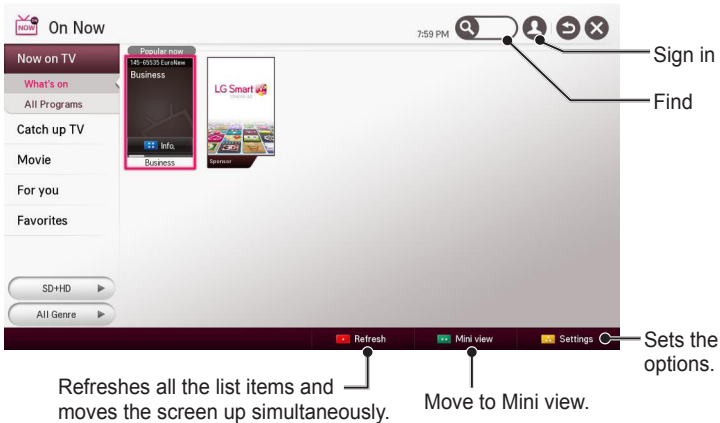 NOW
On Now
7:59 PM
Sign in
Now on TV
Popular now
145-65535 EuroNew
What's on
Business
LG Smart
Find
All Programs
Catch up TV
Movie
Info.
Business
Sponsor
For you
Favorites
SD+HD
All Genre
Refresh
Mini view
Settings
Sets the
options.
Refreshes all the list items and
moves the screen up simultaneously.
Move to Mini view.